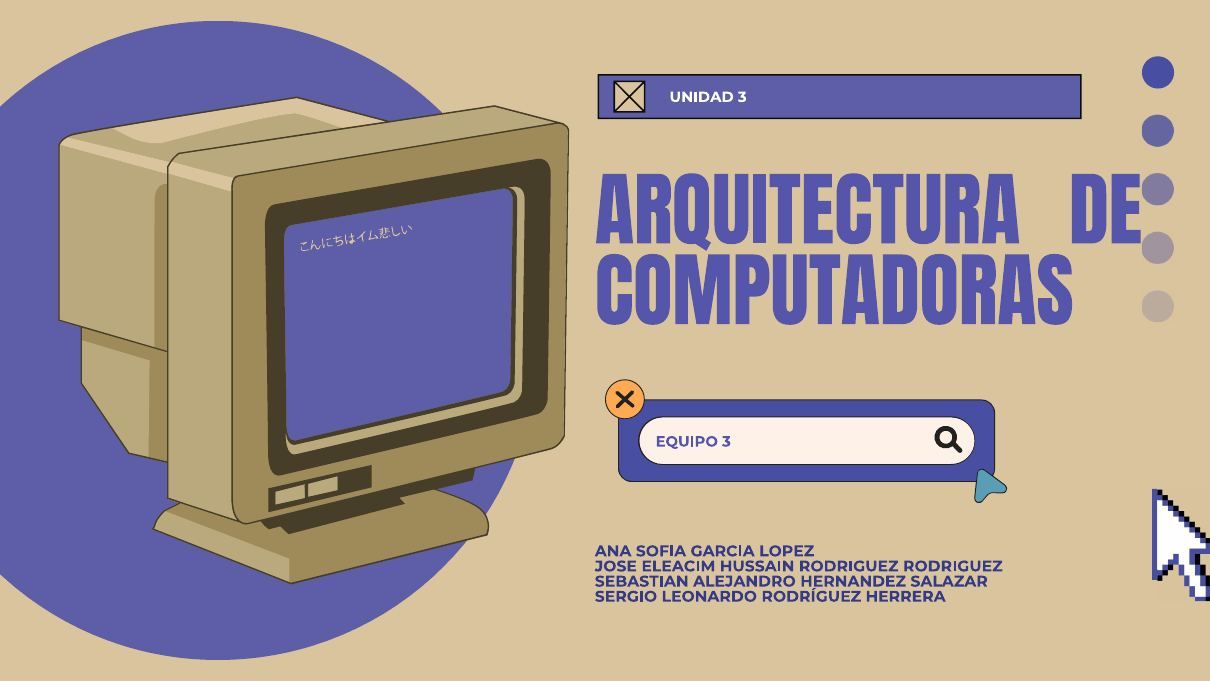 UNIDAD 3
ARQUITECTURA DE
COMPUTADORAS
こんにちはイム悲しい
EQUIPO 3
ANA SOFIA GARCIA LOPEZ
JOSE ELEACIM HUSSAIN RODRIGUEZ RODRIGUEZ
SEBASTIAN ALEJANDRO HERNANDEZ SALAZAR
SERGIO LEONARDO RODRÍGUEZ HERRERA